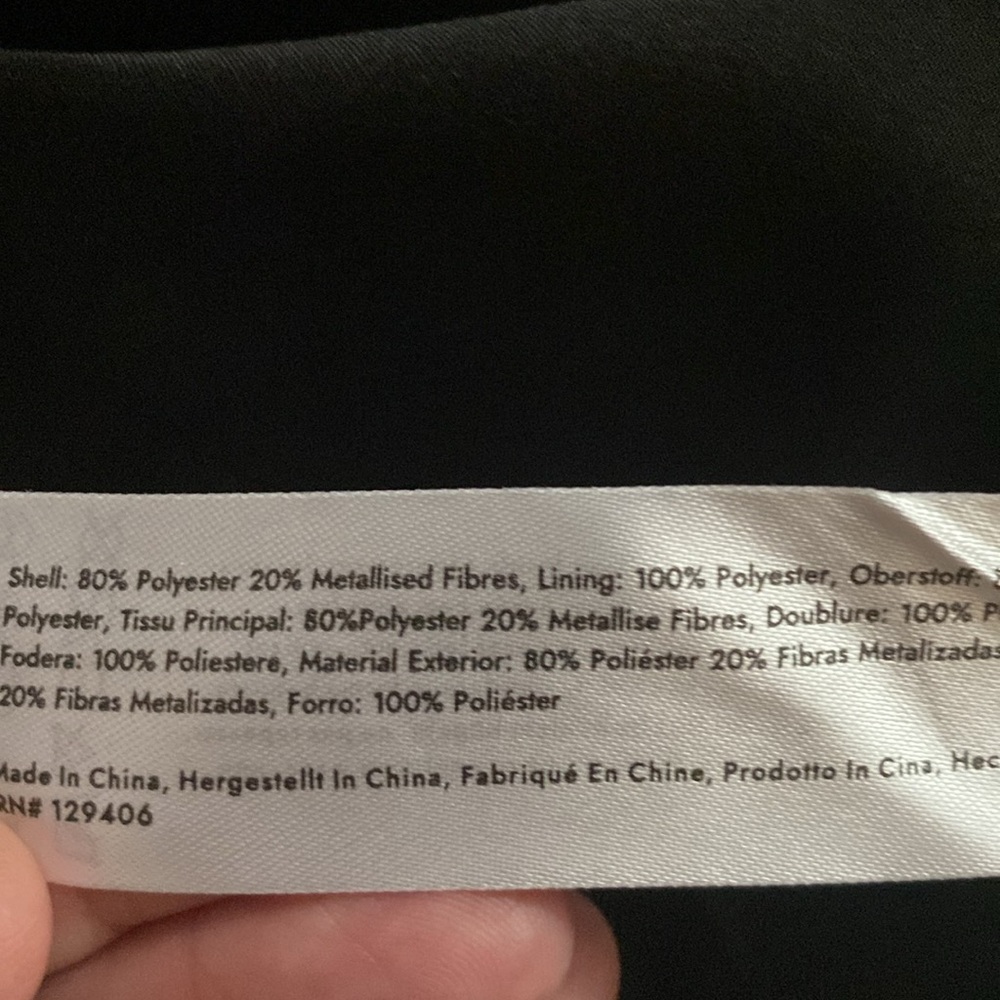 Shell: 80% Polyester 20% Metallised Fibres, Lining: 100% Polyester, Oberstoff:
Polyester, Tissu Principal: 80%Polyester 20% Metallise Fibres, Doublure: 100% P
Fodera: 100% Poliestere, Material Exterior: 80% Poliéster 20% Fibras Metalizadas
20% Fibras Metalizadas, Forro: 100% Poliéster
Made In China, Hergestellt In China, Fabriqué En Chine, Prodotto In Cina, Hec
RN# 129406